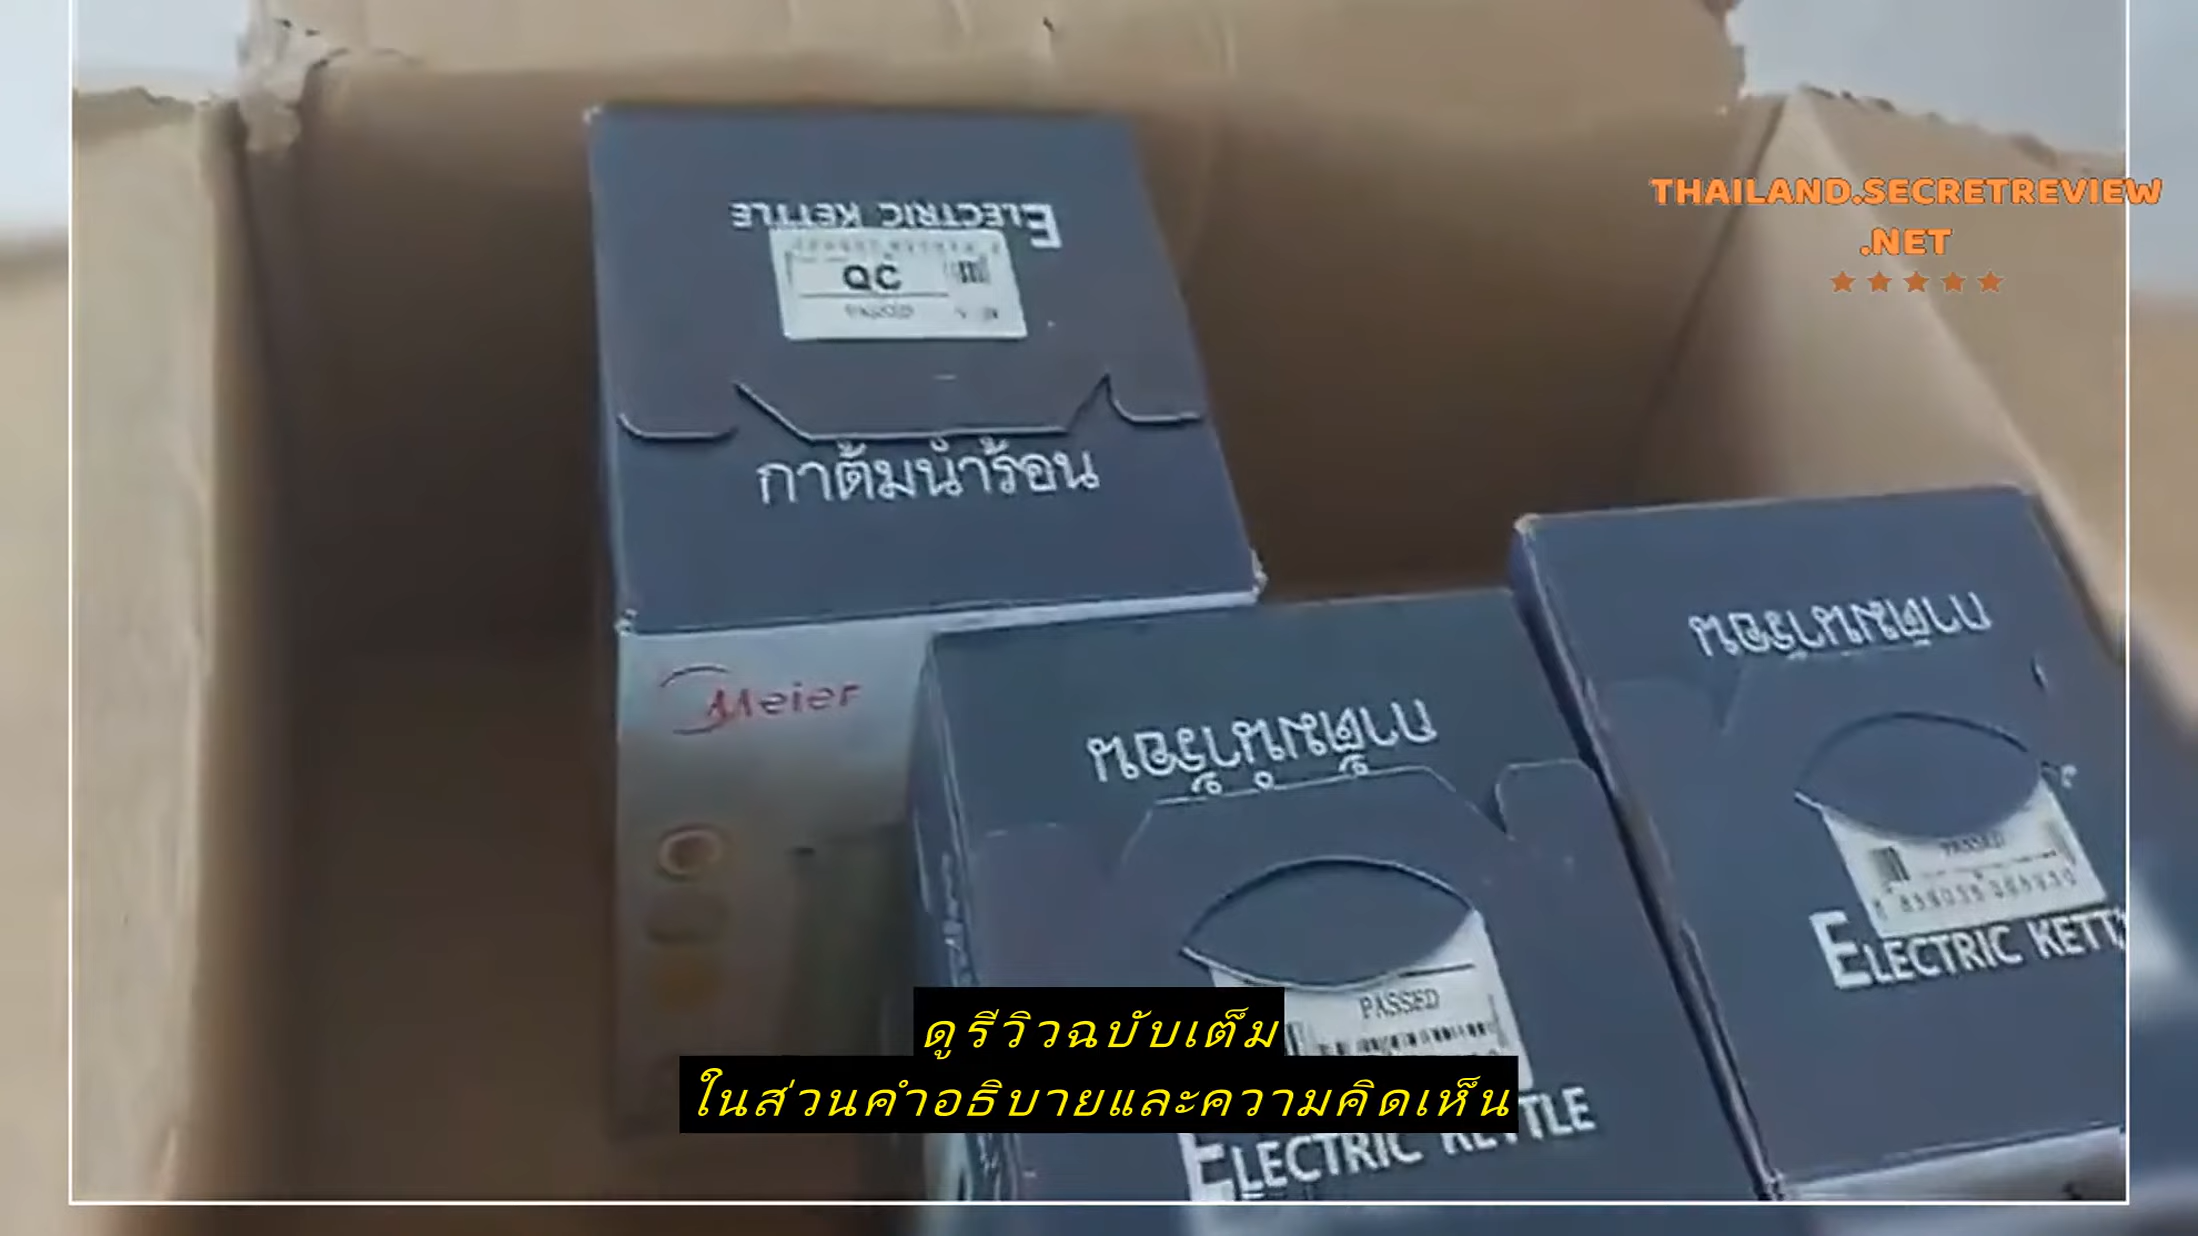 THAILAND.SECRETREVIEW
.NET
ELECTRIC KETTLE
QC
PASSED
กาต้มน้ำร้อน
Meier
กาต้มน้ำร้อน
PASSED
ELECTRIC KETTLE
กาต้มน้ำร้อน
PASSED
ELECTRIC KETT
ดูรีวิวฉบับเต็ม
ในส่วนคำอธิบายและความคิดเห็น